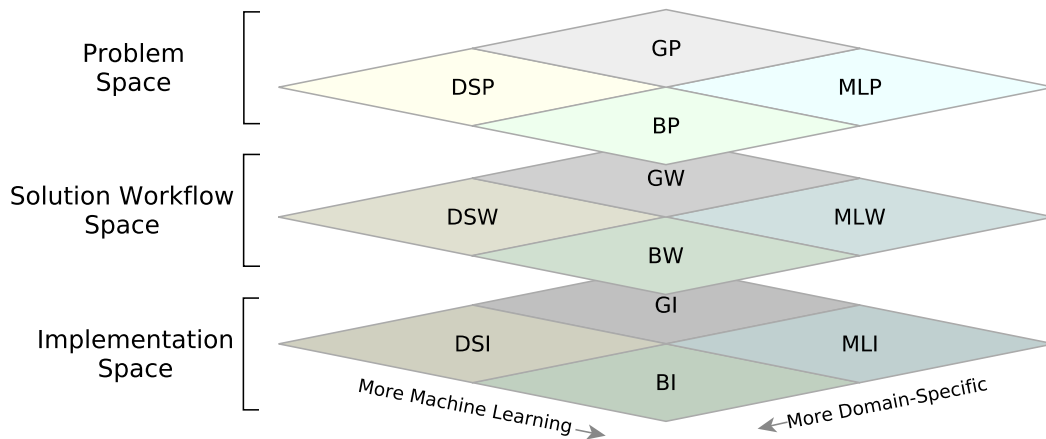 Problem
Space
GP
DSP
MLP
BP
Solution Workflow
Space
GW
DSW
MLW
BW
Implementation
Space
GI
DSI
MLI
BI
More Machine Learning
More Domain-Specific